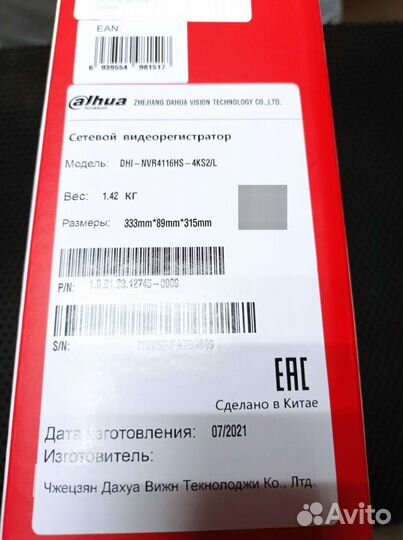 EAN:
6 939554 981517
alhua
TECHNOLOGY
ZHEJIANG DAHUA VISION TECHNOLOGY CO.,LTD.
Сетевой видеорегистратор
Модель: DHI-NVR4116HS-4KS2/L
Вес: 1.42 КГ
Размеры: 333mm*89mm*315mm
P/N:
S/N:
EAC
Сделано в Китае
Дата изготовления: 07/2021
Изготовитель:
Чжецзян Дахуа Вижн Текнолоджи Ко., Лтд.
Avito